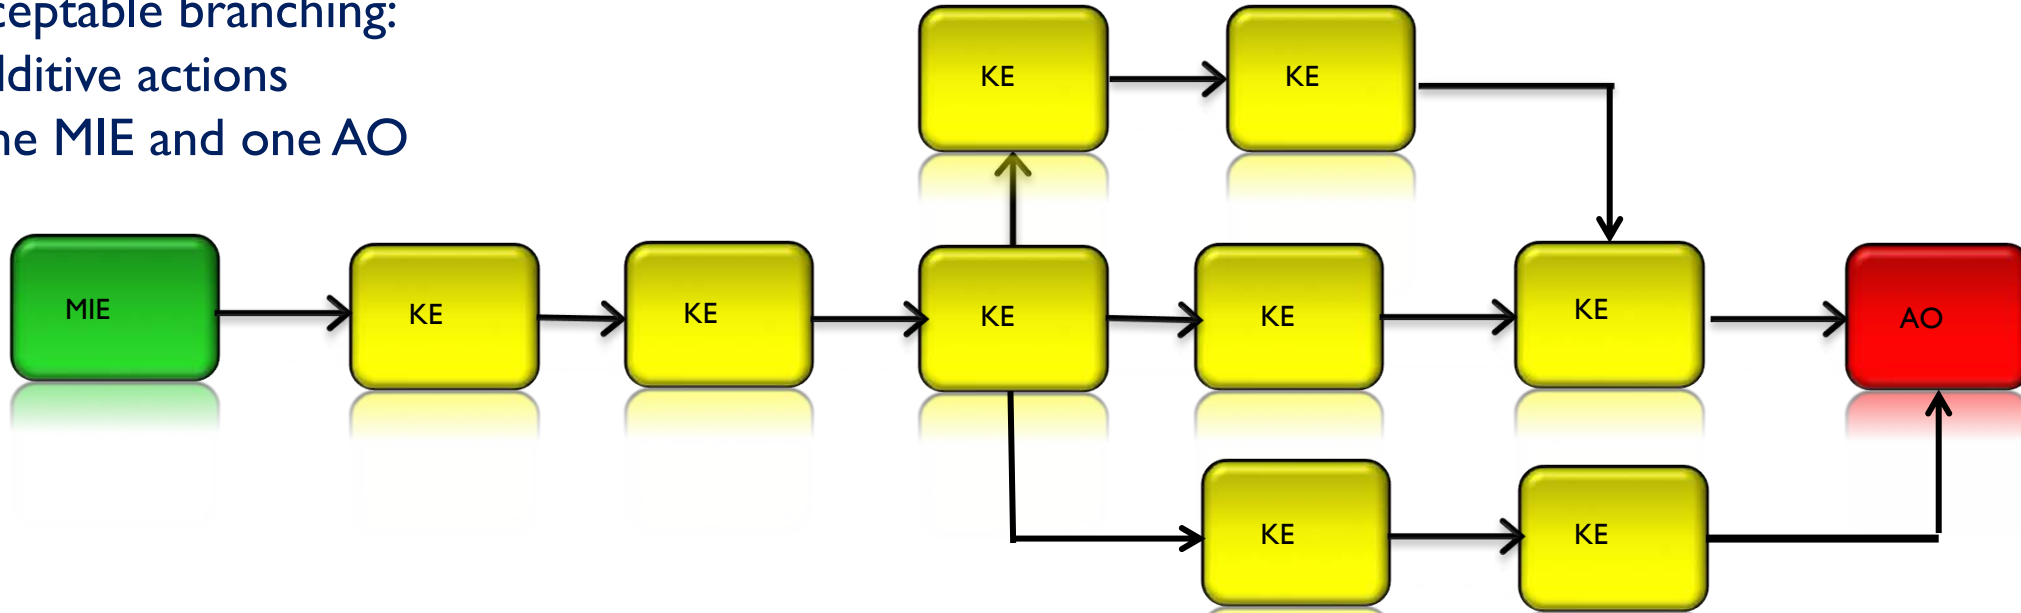 ceptable branching:
dditive actions
ne MIE and one AO
KE
KE
MIE
KE
KE
KE
KE
KE
AO
KE
KE